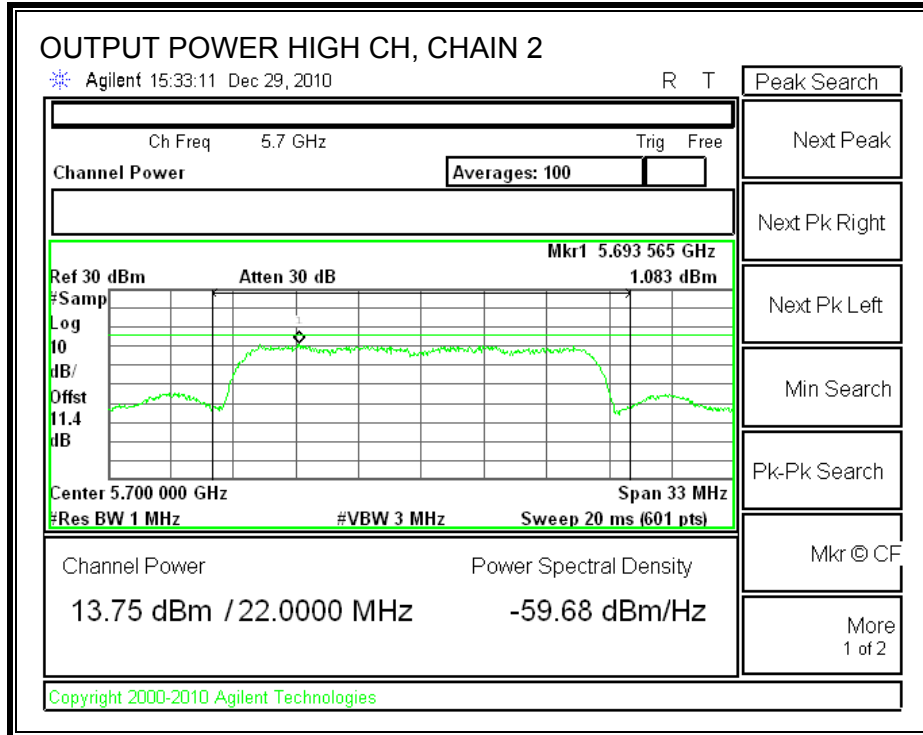 OUTPUT POWER HIGH CH, CHAIN 2
Agilent 15:33:11 Dec 29, 2010 R T
Peak Search
Ch Freq 5.7 GHz Trig Free
Next Peak
Channel Power Averages: 100
Next Pk Right
Mkr1 5.693 565 GHz
Ref 30 dBm Atten 30 dB 1.083 dBm
#Samp
Log
10
dB/
Offst
11.4
dB
1
Next Pk Left
Min Search
Pk-Pk Search
Center 5.700 000 GHz Span 33 MHz
#Res BW 1 MHz #VBW 3 MHz Sweep 20 ms (601 pts)
Mkr © CF
Channel Power Power Spectral Density
13.75 dBm / 22.0000 MHz -59.68 dBm/Hz
More
1 of 2
Copyright 2000-2010 Agilent Technologies